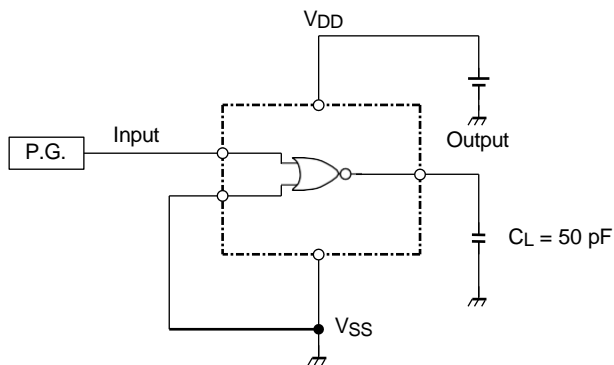 VDD
Input
Output
P.G.
CL = 50 pF
VSS